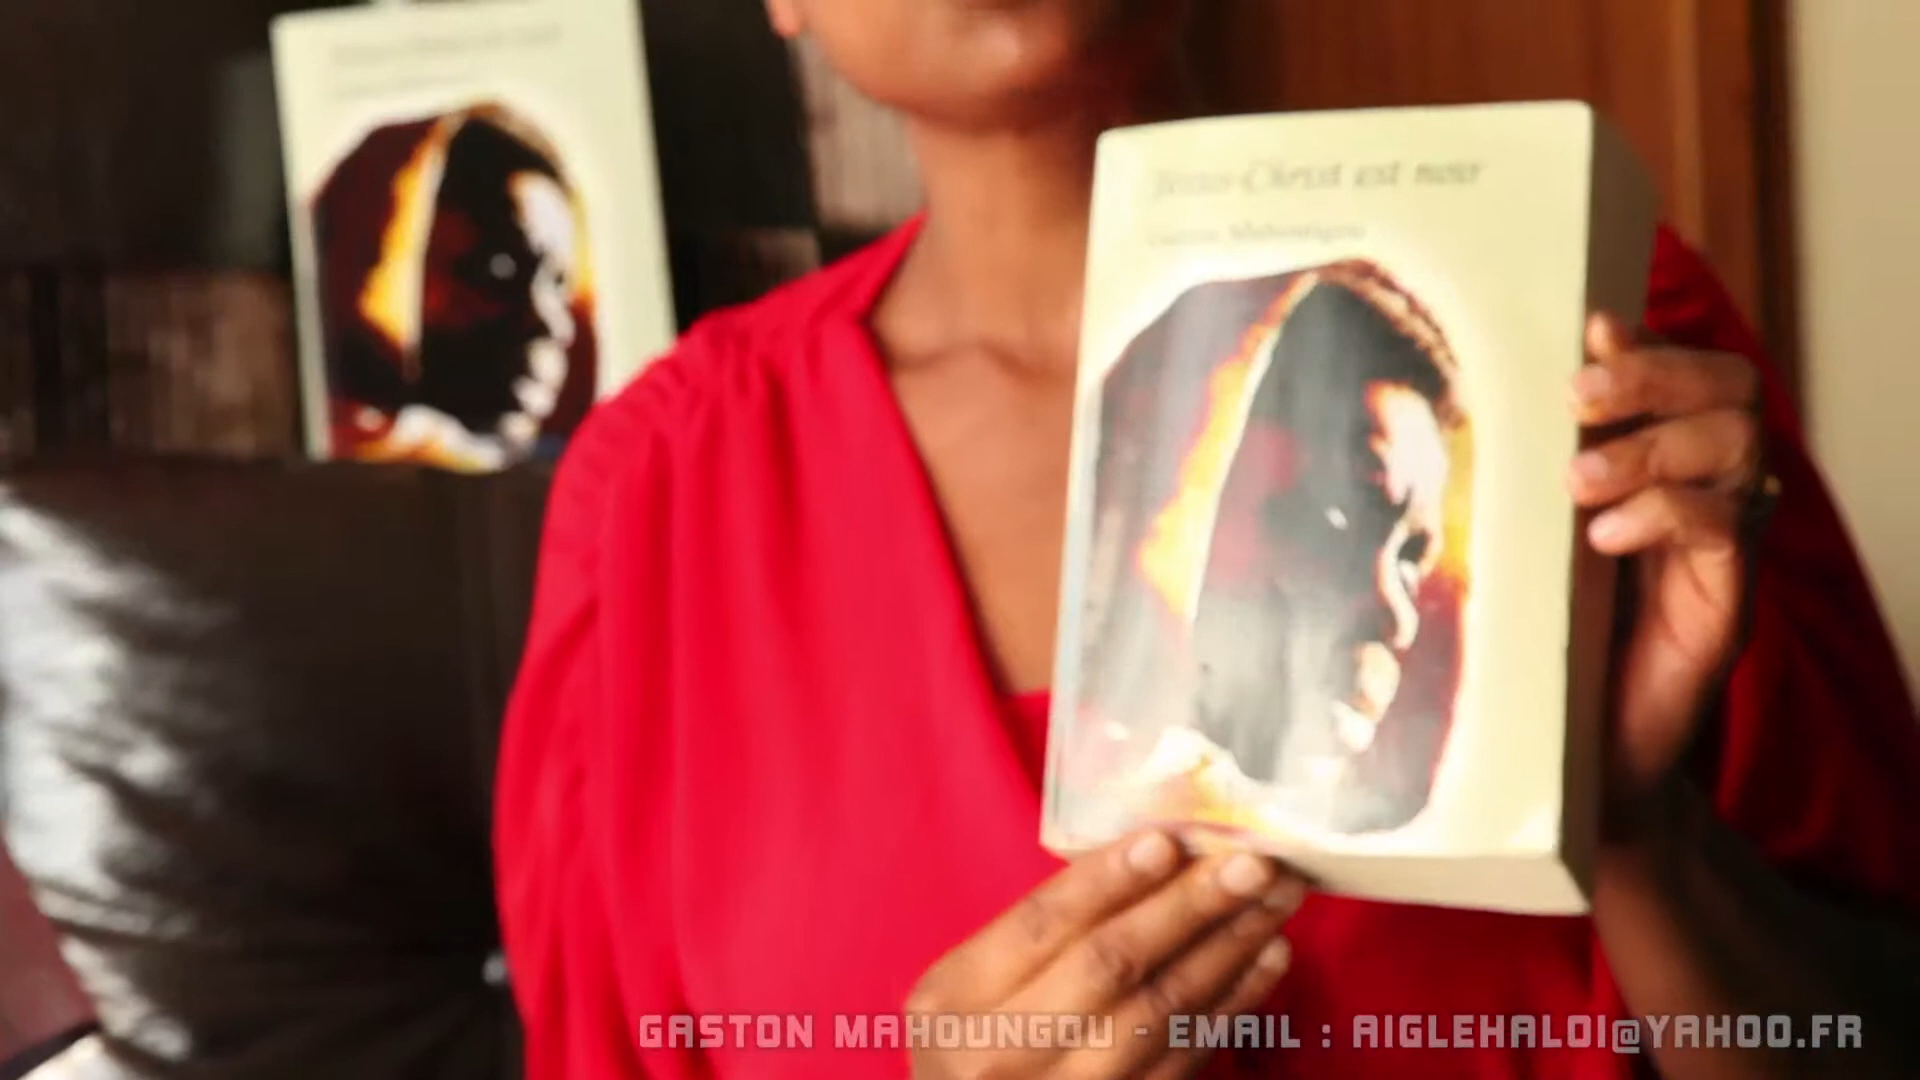 Jésus-Christ est noir
Gaston Mahoungou
GASTON MAHOUNGOU - EMAIL : AIGLEHALOI@YAHOO.FR